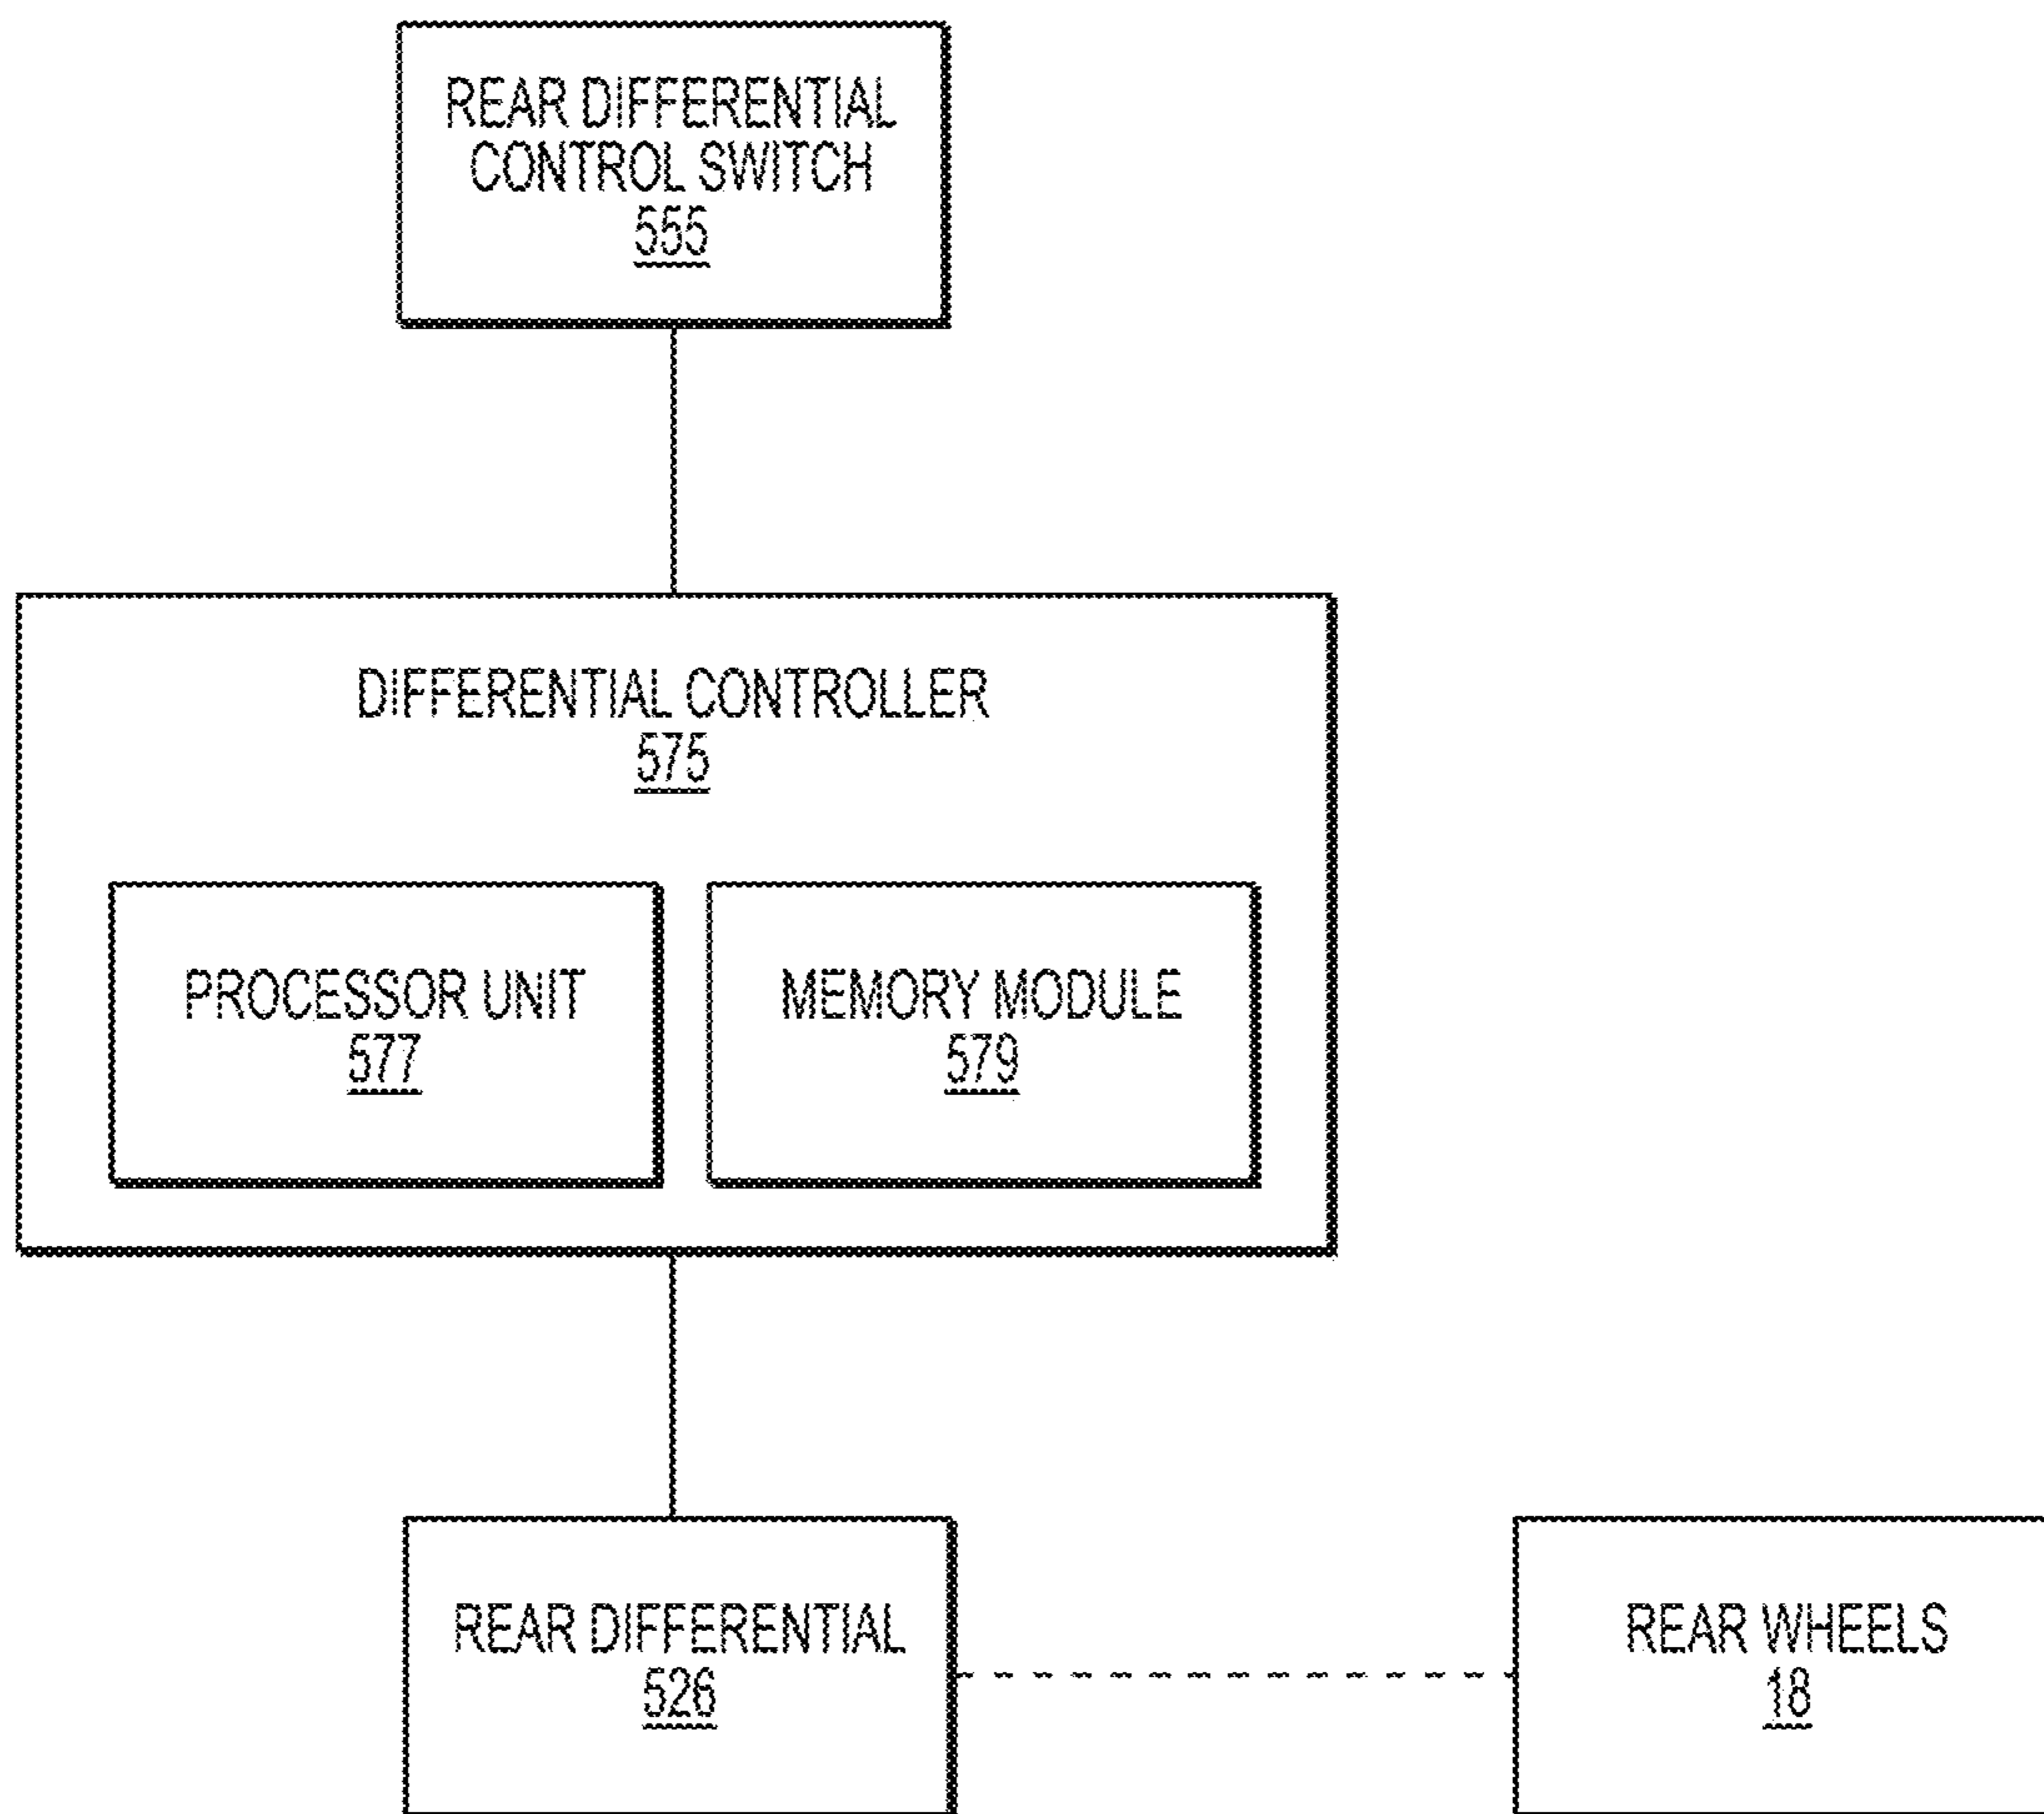 REAR DIFFERENTIAL
CONTROL SWITCH
555
DIFFERENTIAL CONTROLLER
575
PROCESSOR UNIT
577
MEMORY MODULE
579
REAR DIFFERENTIAL
526
REAR WHEELS
18